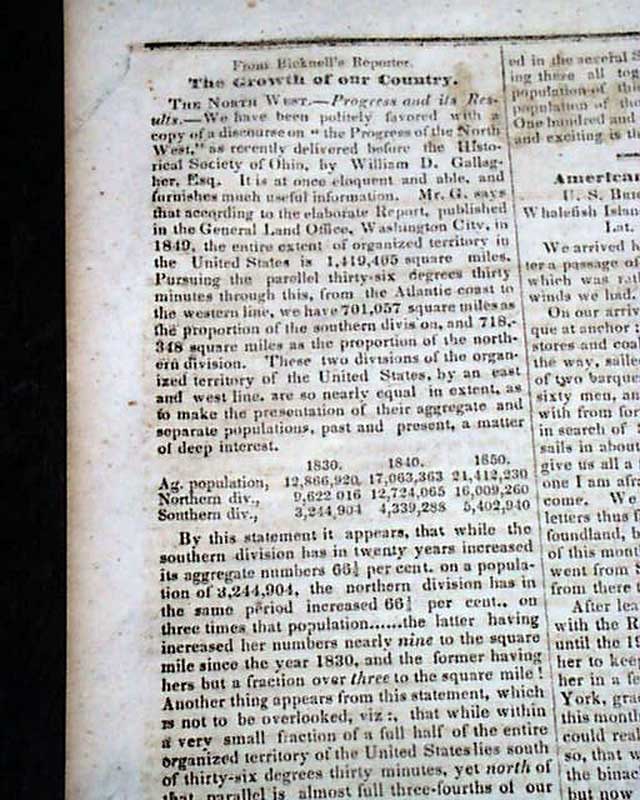 From Bicknell's Reporter.
The Growth of our Country.
THE NORTH WEST.—Progress and its Res-
ults.—We have been politely favored with a
copy of a discourse on "the Progress of the North
West," as recently delivered before the Histo-
rical Society of Ohio, by William D. Gallag-
her, Esq. It is at once eloquent and able, and
furnishes much useful information. Mr. G. says
that according to the elaborate Report, published
in the General Land Office, Washington City, in
1849, the entire extent of organized territory in
the United States is 1,419,405 square miles.
Pursuing the parellel thirty-six degrees thirty
minutes through this, from the Atlantic coast to
the western line, we have 701,057 square miles as
the proportion of the southern divis on, and 718,-
348 square miles as the proportion of the north-
ern division. These two divisions of the organ-
ized territory of the United States, by an east
and west line, are so nearly equal in extent, as
to make the presentation of their aggregate and
separate populations, past and present, a matter
of deep interest.
1830. 1840. 1850.
Ag. population, 12,866,920 17,063,363 21,412,230
Northern div., 9,622 016 12,724,065 16,009,260
Southern div., 3,244,904 4,339,288 5,402,940
By this statement it appears, that while the
southern division has in twenty years increased
its aggregate numbers 66½ per cent. on a popula-
tion of 3,244,904, the northern division has in
the same period increased 66½ per cent., on
three times that population......the latter having
increased her numbers nearly nine to the square
mile since the year 1830, and the former having
hers but a fraction over three to the square mile!
Another thing appears from this statement, which
is not to be overlooked, viz:, that while within
a very small fraction of a full half of the entire
organized territory of the United States lies south
of thirty-six degrees thirty minutes, yet north of
that parallel is almost full three-fourths of our
ed in the several S
ing these all tog
population of the
population of the
One hundred and
and exciting is th
American
U. S. Bri
Whalefish Islan
Lat.
We arrived h
ter a passage of
which was rath
winds we had.
On our arriv
que at anchor
stores and coal
the way, sailed
of two barque
sixty men, and
with from for
in search of S
sails in about
give us all a
one I am afra
come. We
letters thus f
foundland, b
of this month
went from S
from there t
After lea
with the R
until the 19
her to keep
her in a fe
York, gra
this month
could real
so, that w
the binac
but now